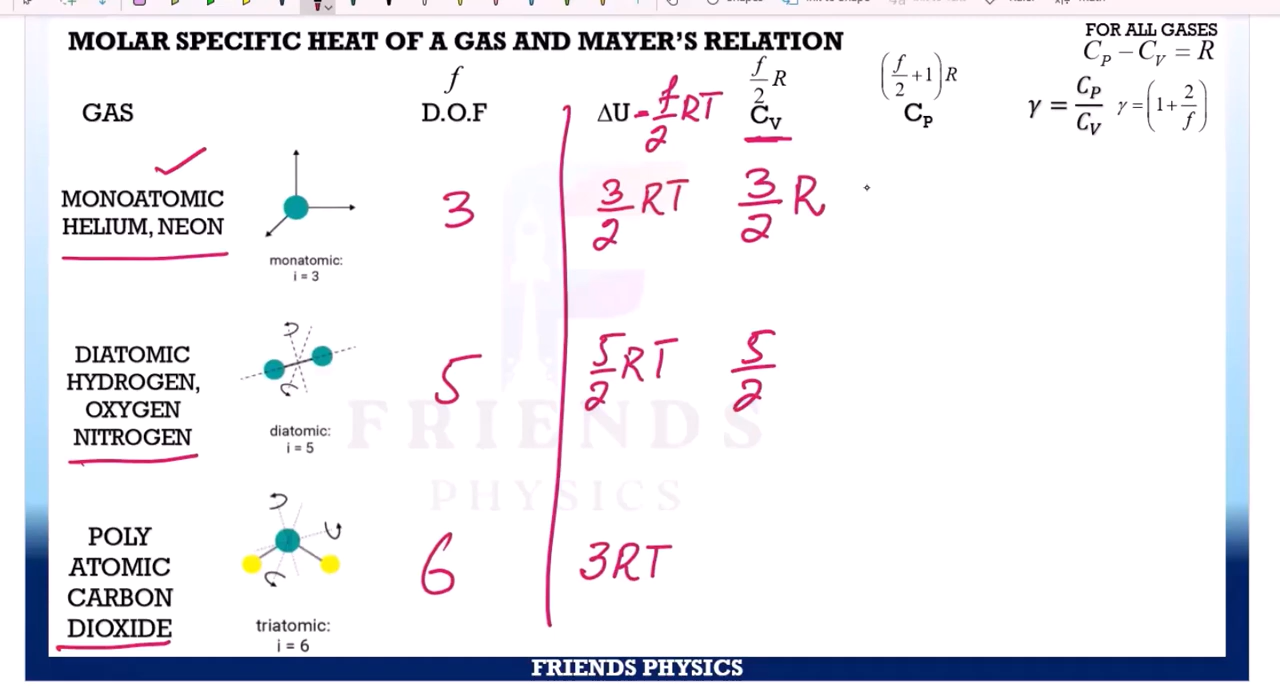 MOLAR SPECIFIC HEAT OF A GAS AND MAYER'S RELATION
FOR ALL GASES
C_P − C_V = R
f
f/2 R
(f/2 + 1) R
GAS
D.O.F
ΔU = f/2 RT
C_V
C_P
γ = C_P/C_V
γ = (1 + 2/f)
MONOATOMIC
HELIUM, NEON
monatomic:
i = 3
3
3/2 RT
3/2 R
DIATOMIC
HYDROGEN,
OXYGEN
NITROGEN
diatomic:
i = 5
5
5/2 RT
5/2
FRIENDS
PHYSICS
POLY
ATOMIC
CARBON
DIOXIDE
triatomic:
i = 6
6
3RT
FRIENDS PHYSICS